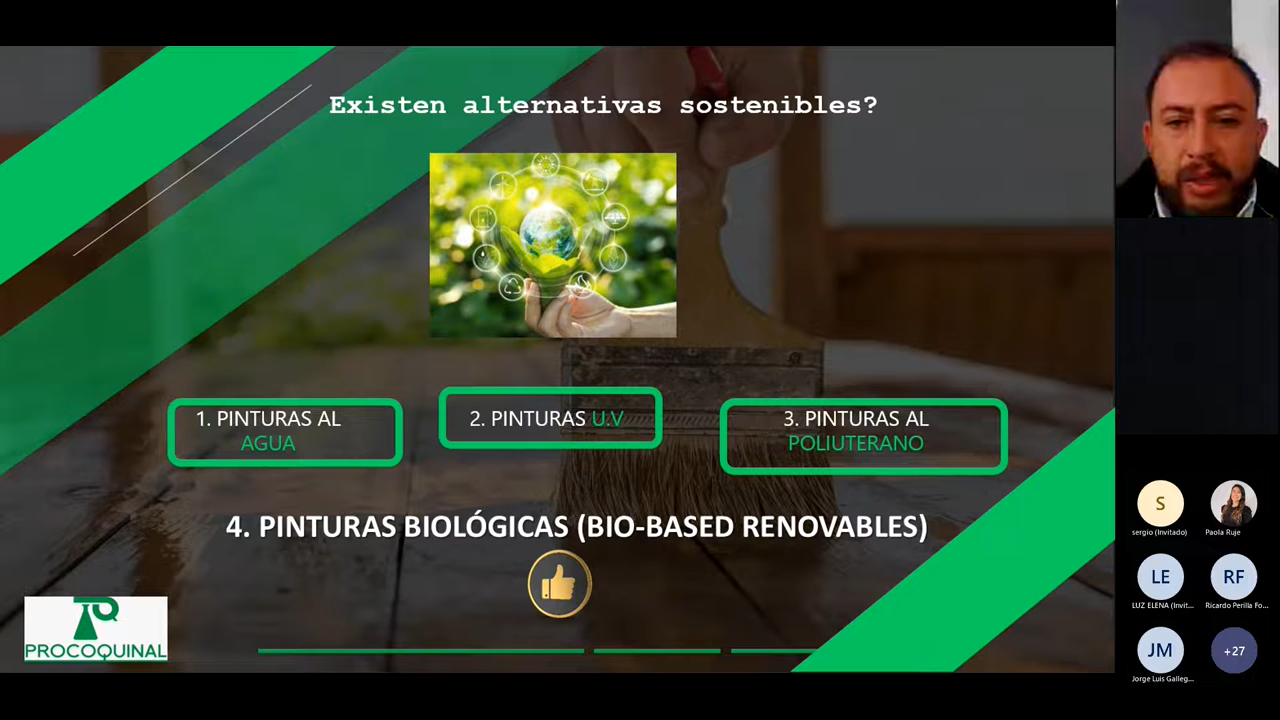 Existen alternativas sostenibles?
1. PINTURAS AL
AGUA
2. PINTURAS U.V
3. PINTURAS AL
POLIUTERANO
4. PINTURAS BIOLÓGICAS (BIO-BASED RENOVABLES)
PROCOQUINAL
S
sergio (Invitado)
Paola Ruje
LE
LUZ ELENA (Invit...
RF
Ricardo Perilla Fo...
JM
Jorge Luis Galleg...
+27